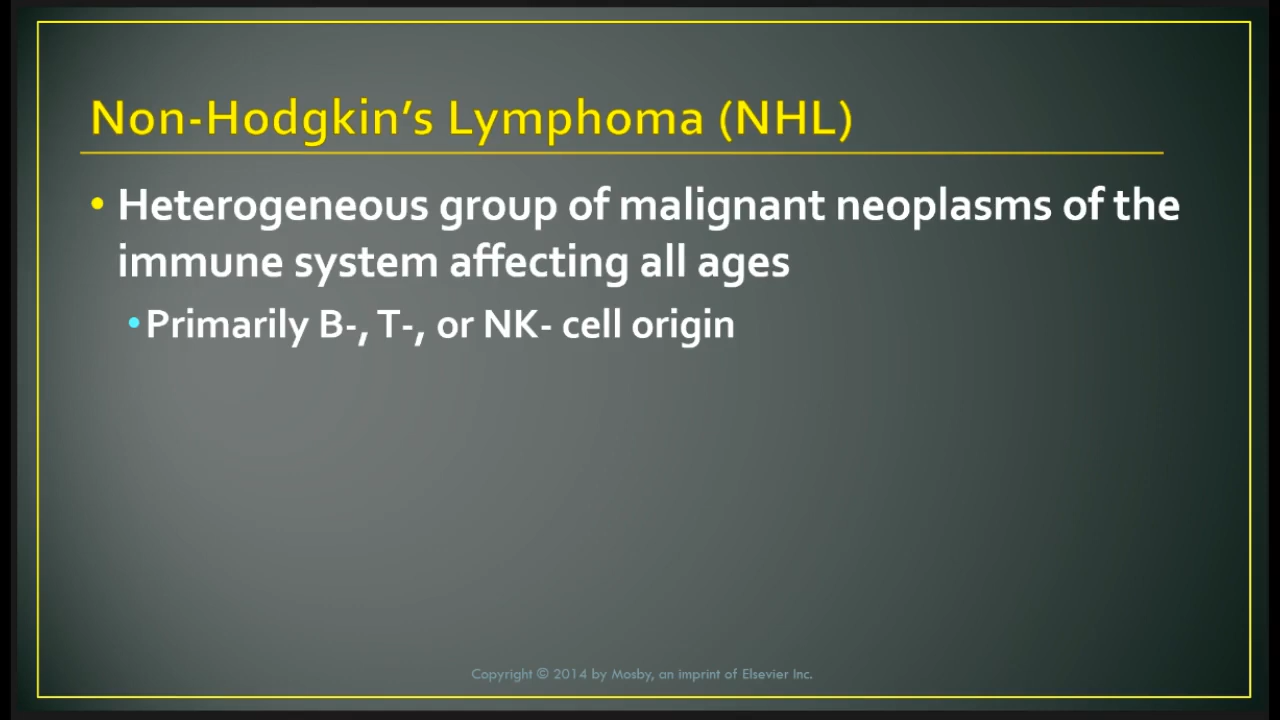 Non-Hodgkin’s Lymphoma (NHL)
• Heterogeneous group of malignant neoplasms of the
immune system affecting all ages
• Primarily B-, T-, or NK- cell origin
Copyright © 2014 by Mosby, an imprint of Elsevier Inc.